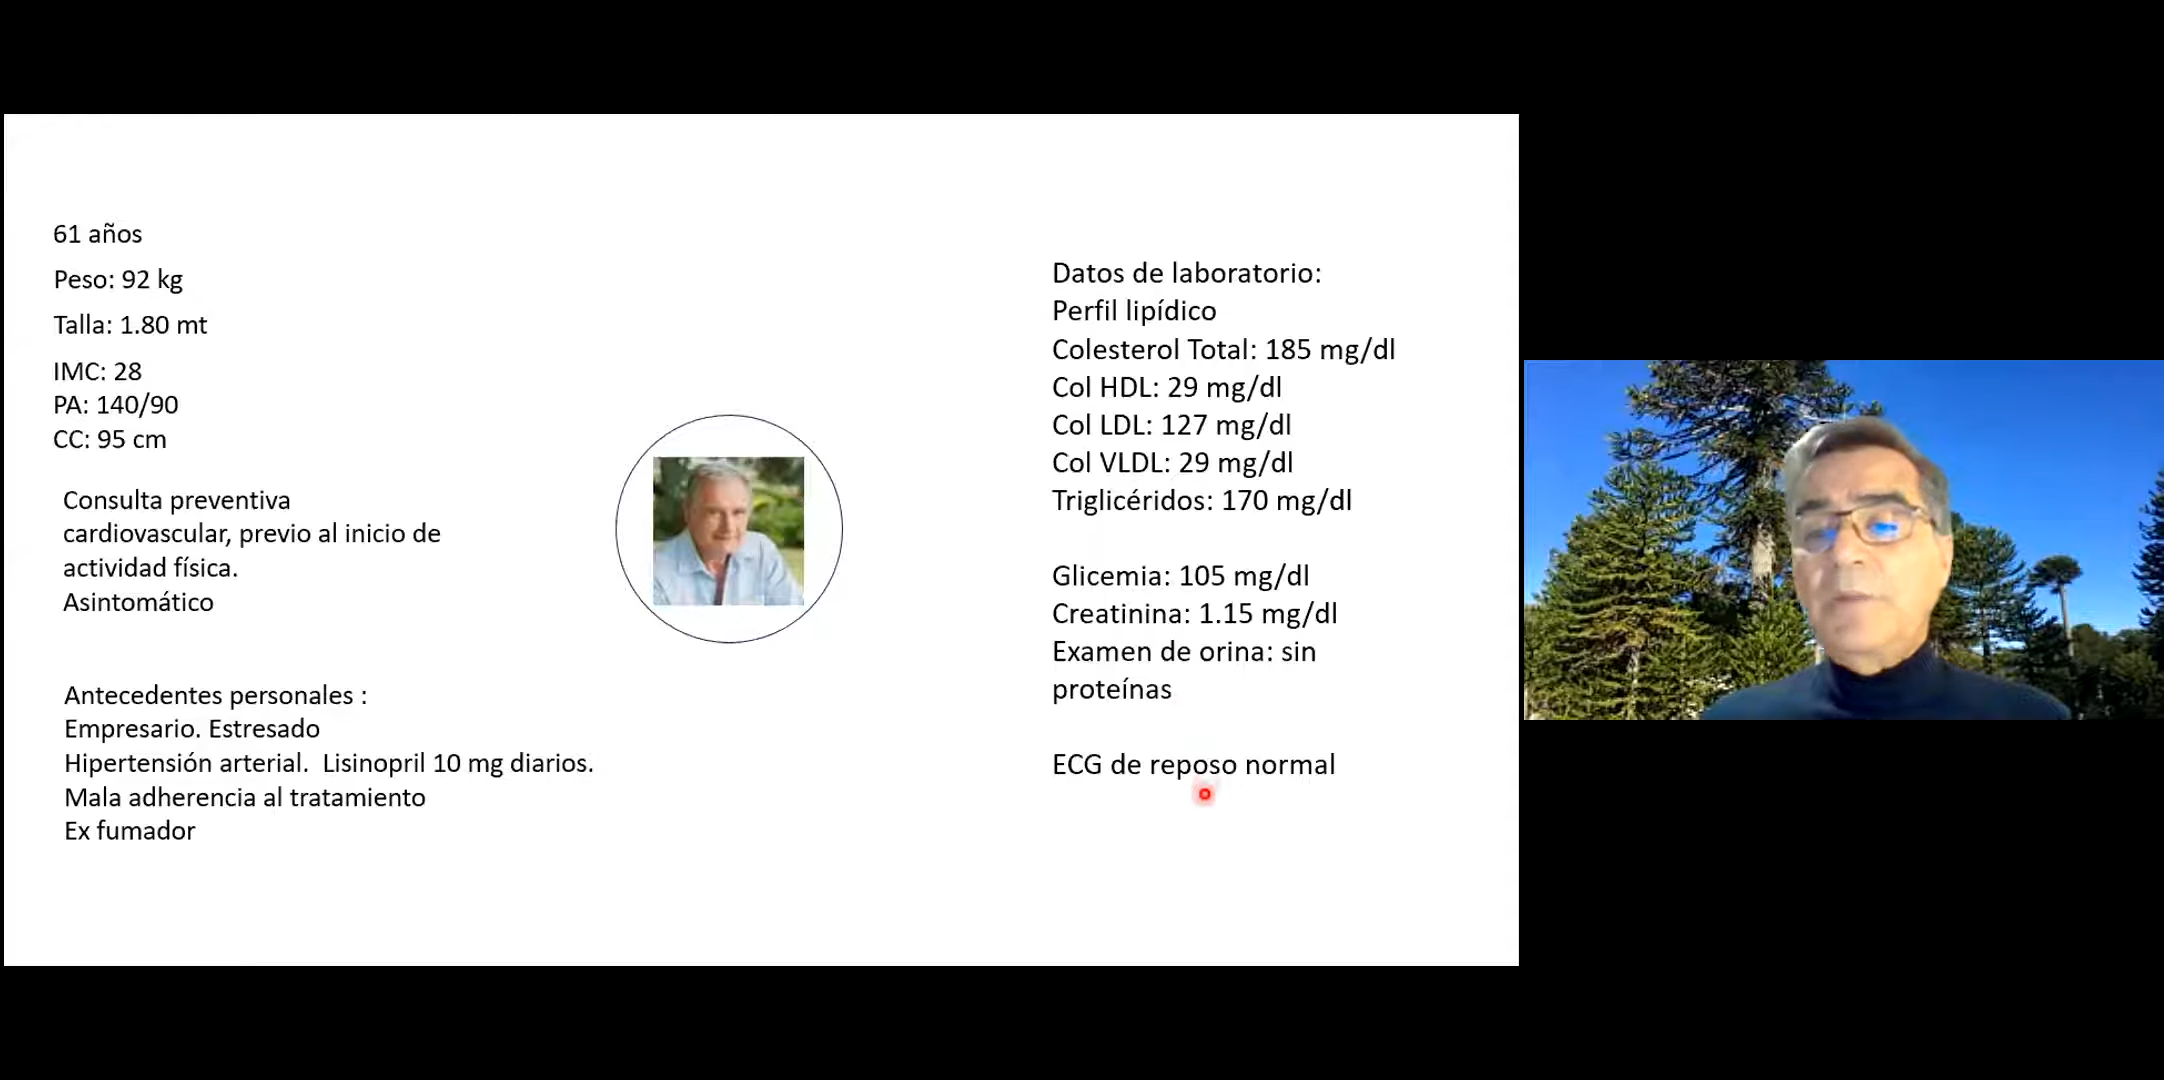 61 años
Peso: 92 kg
Talla: 1.80 mt
IMC: 28
PA: 140/90
CC: 95 cm
Consulta preventiva
cardiovascular, previo al inicio de
actividad física.
Asintomático
Antecedentes personales :
Empresario. Estresado
Hipertensión arterial.  Lisinopril 10 mg diarios.
Mala adherencia al tratamiento
Ex fumador
Datos de laboratorio:
Perfil lipídico
Colesterol Total: 185 mg/dl
Col HDL: 29 mg/dl
Col LDL: 127 mg/dl
Col VLDL: 29 mg/dl
Triglicéridos: 170 mg/dl
Glicemia: 105 mg/dl
Creatinina: 1.15 mg/dl
Examen de orina: sin
proteínas
ECG de reposo normal